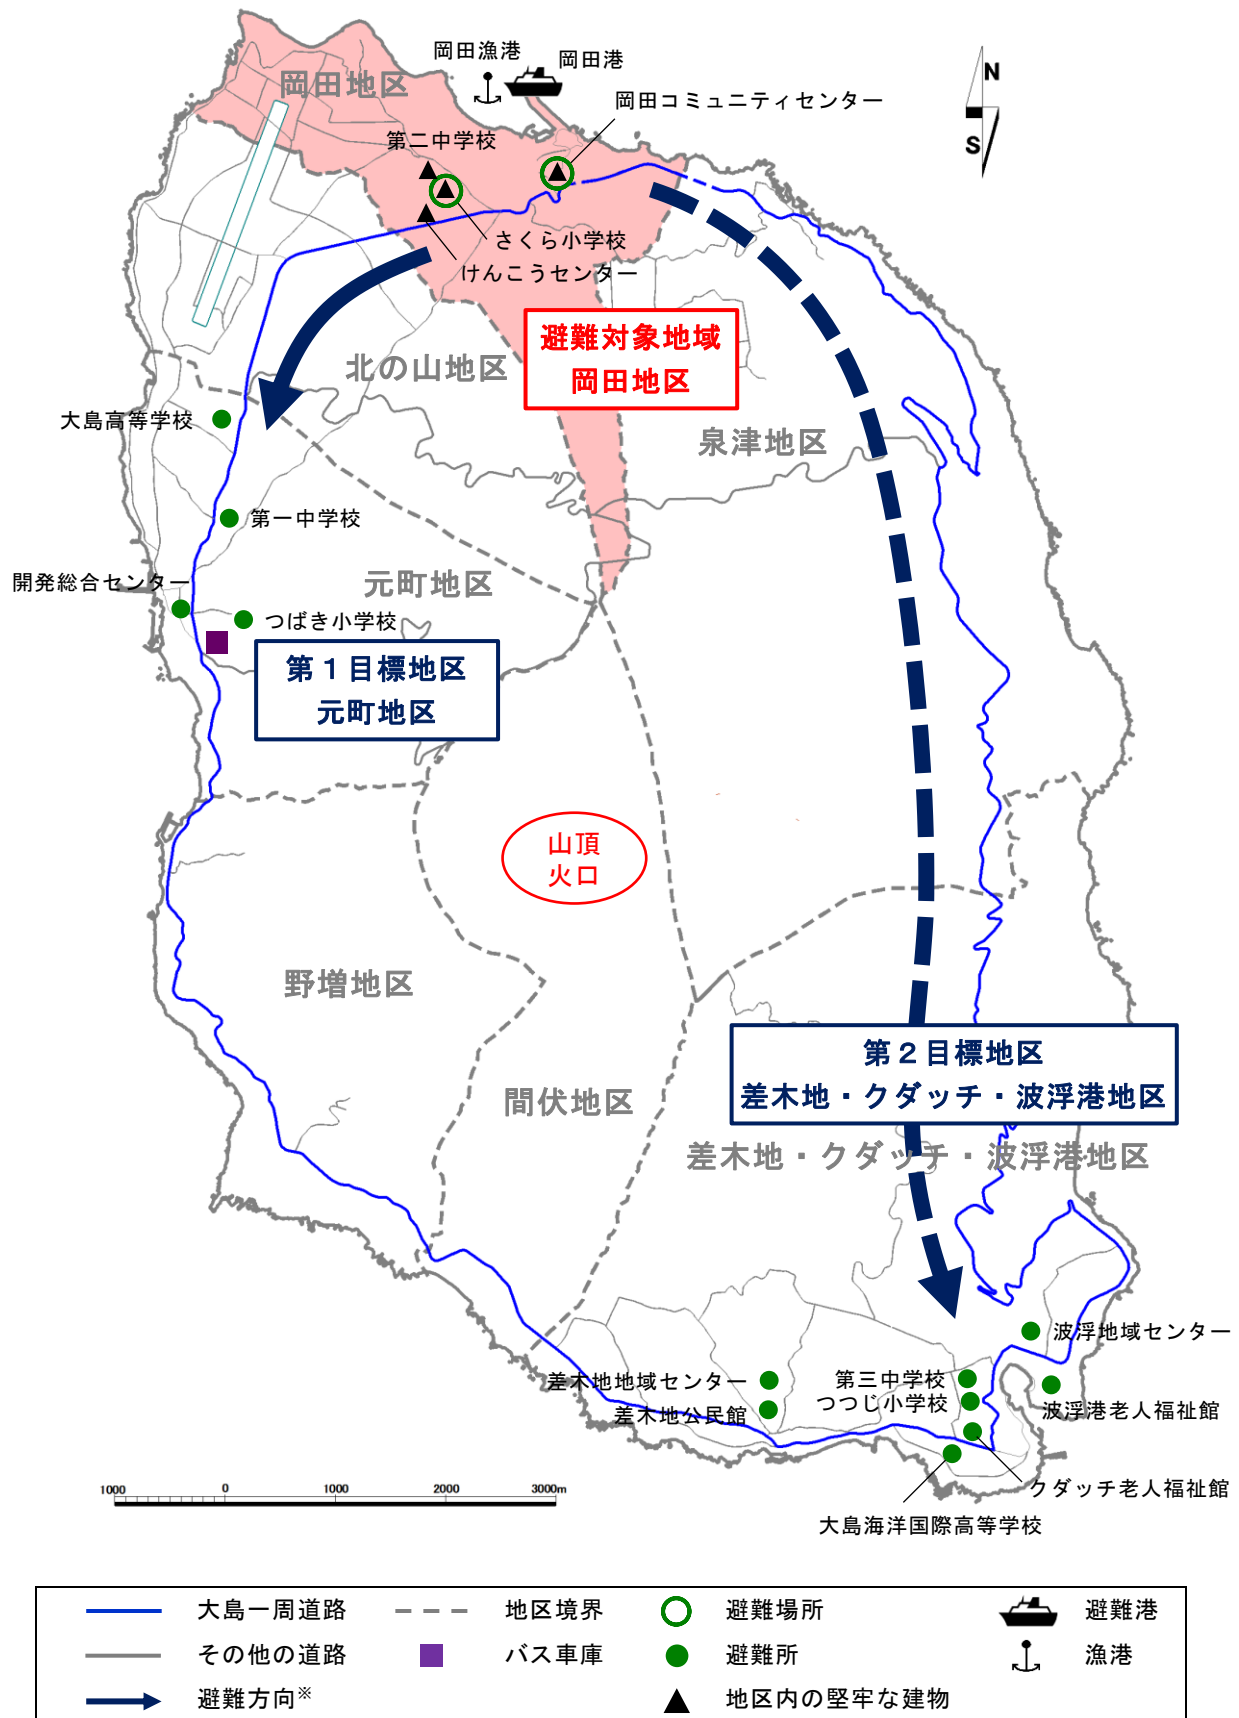 岡田漁港
岡田港
岡田地区
岡田コミュニティセンター
N
S
第二中学校
さくら小学校
けんこうセンター
避難対象地域
岡田地区
北の山地区
大島高等学校
泉津地区
第一中学校
開発総合センター
元町地区
つばき小学校
第１目標地区
元町地区
山頂
火口
野増地区
間伏地区
第２目標地区
差木地・クダッチ・波浮港地区
差木地・クダッチ・波浮港地区
波浮地域センター
差木地地域センター
第三中学校
つつじ小学校
差木地公民館
波浮港老人福祉館
クダッチ老人福祉館
大島海洋国際高等学校
1000 0 1000 2000 3000m
大島一周道路 地区境界 避難場所 避難港
その他の道路 バス車庫 避難所 漁港
避難方向※ 地区内の堅牢な建物